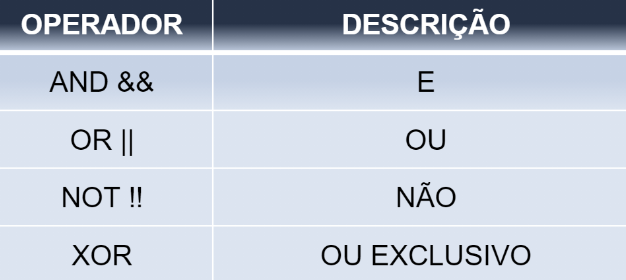 OPERADOR DESCRIÇÃO
AND && E
OR || OU
NOT !! NÃO
XOR OU EXCLUSIVO